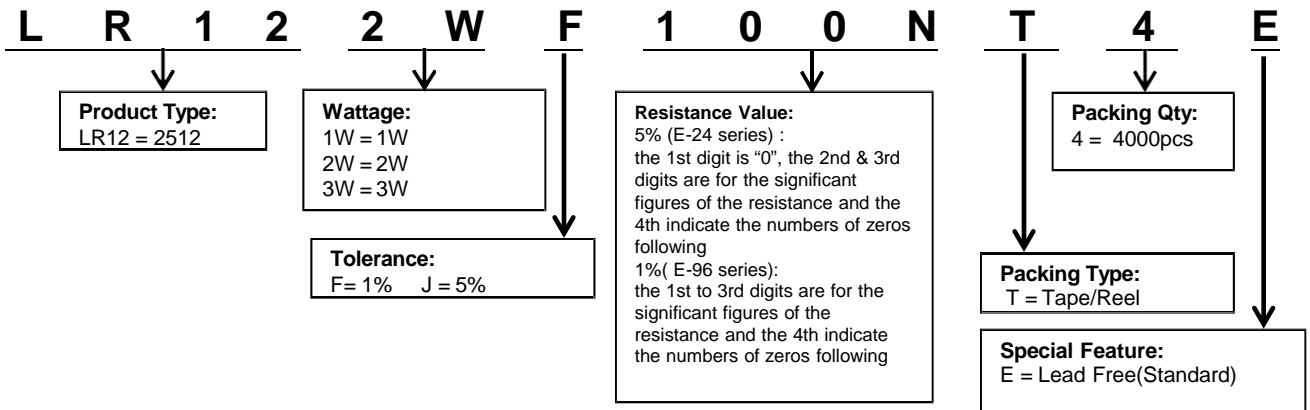 L R 1 2 2 W F 1 0 0 N T 4 E
Product Type:
LR12 = 2512
Wattage:
1W = 1W
2W = 2W
3W = 3W
Tolerance:
F= 1% J = 5%
Resistance Value:
5% (E-24 series) :
the 1st digit is “0”, the 2nd & 3rd
digits are for the significant
figures of the resistance and the
4th indicate the numbers of zeros
following
1%( E-96 series):
the 1st to 3rd digits are for the
significant figures of the
resistance and the 4th indicate
the numbers of zeros following
Packing Qty:
4 = 4000pcs
Packing Type:
T = Tape/Reel
Special Feature:
E = Lead Free(Standard)